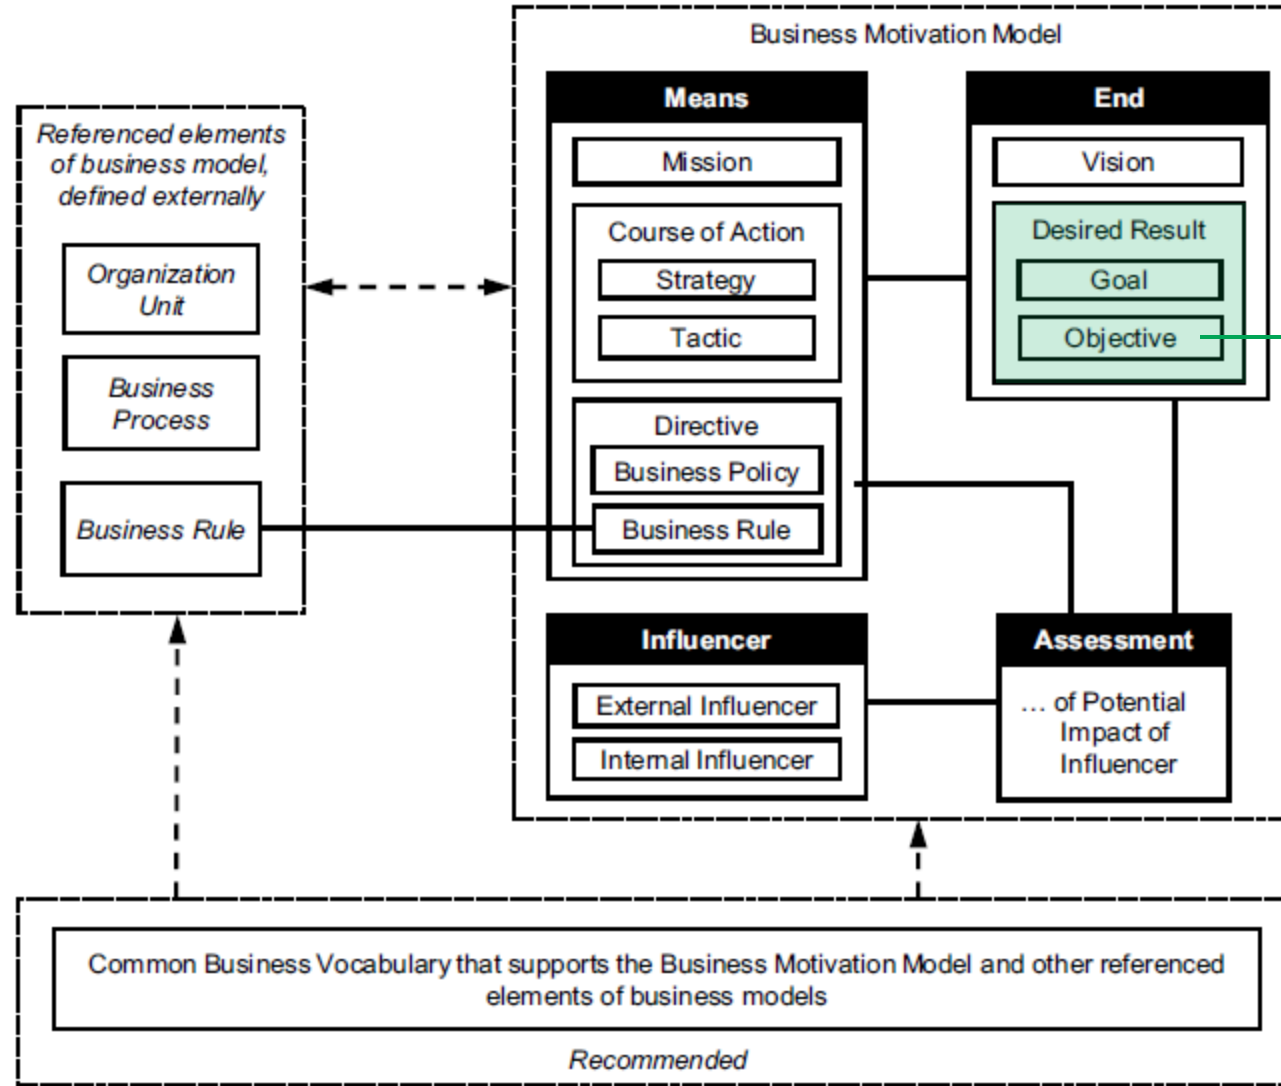 Business Motivation Model
Referenced elements
of business model,
defined externally
Organization
Unit
Business
Process
Business Rule
Means
Mission
Course of Action
Strategy
Tactic
Directive
Business Policy
Business Rule
End
Vision
Desired Result
Goal
Objective
Influencer
External Influencer
Internal Influencer
Assessment
... of Potential
Impact of
Influencer
Common Business Vocabulary that supports the Business Motivation Model and other referenced
elements of business models
Recommended